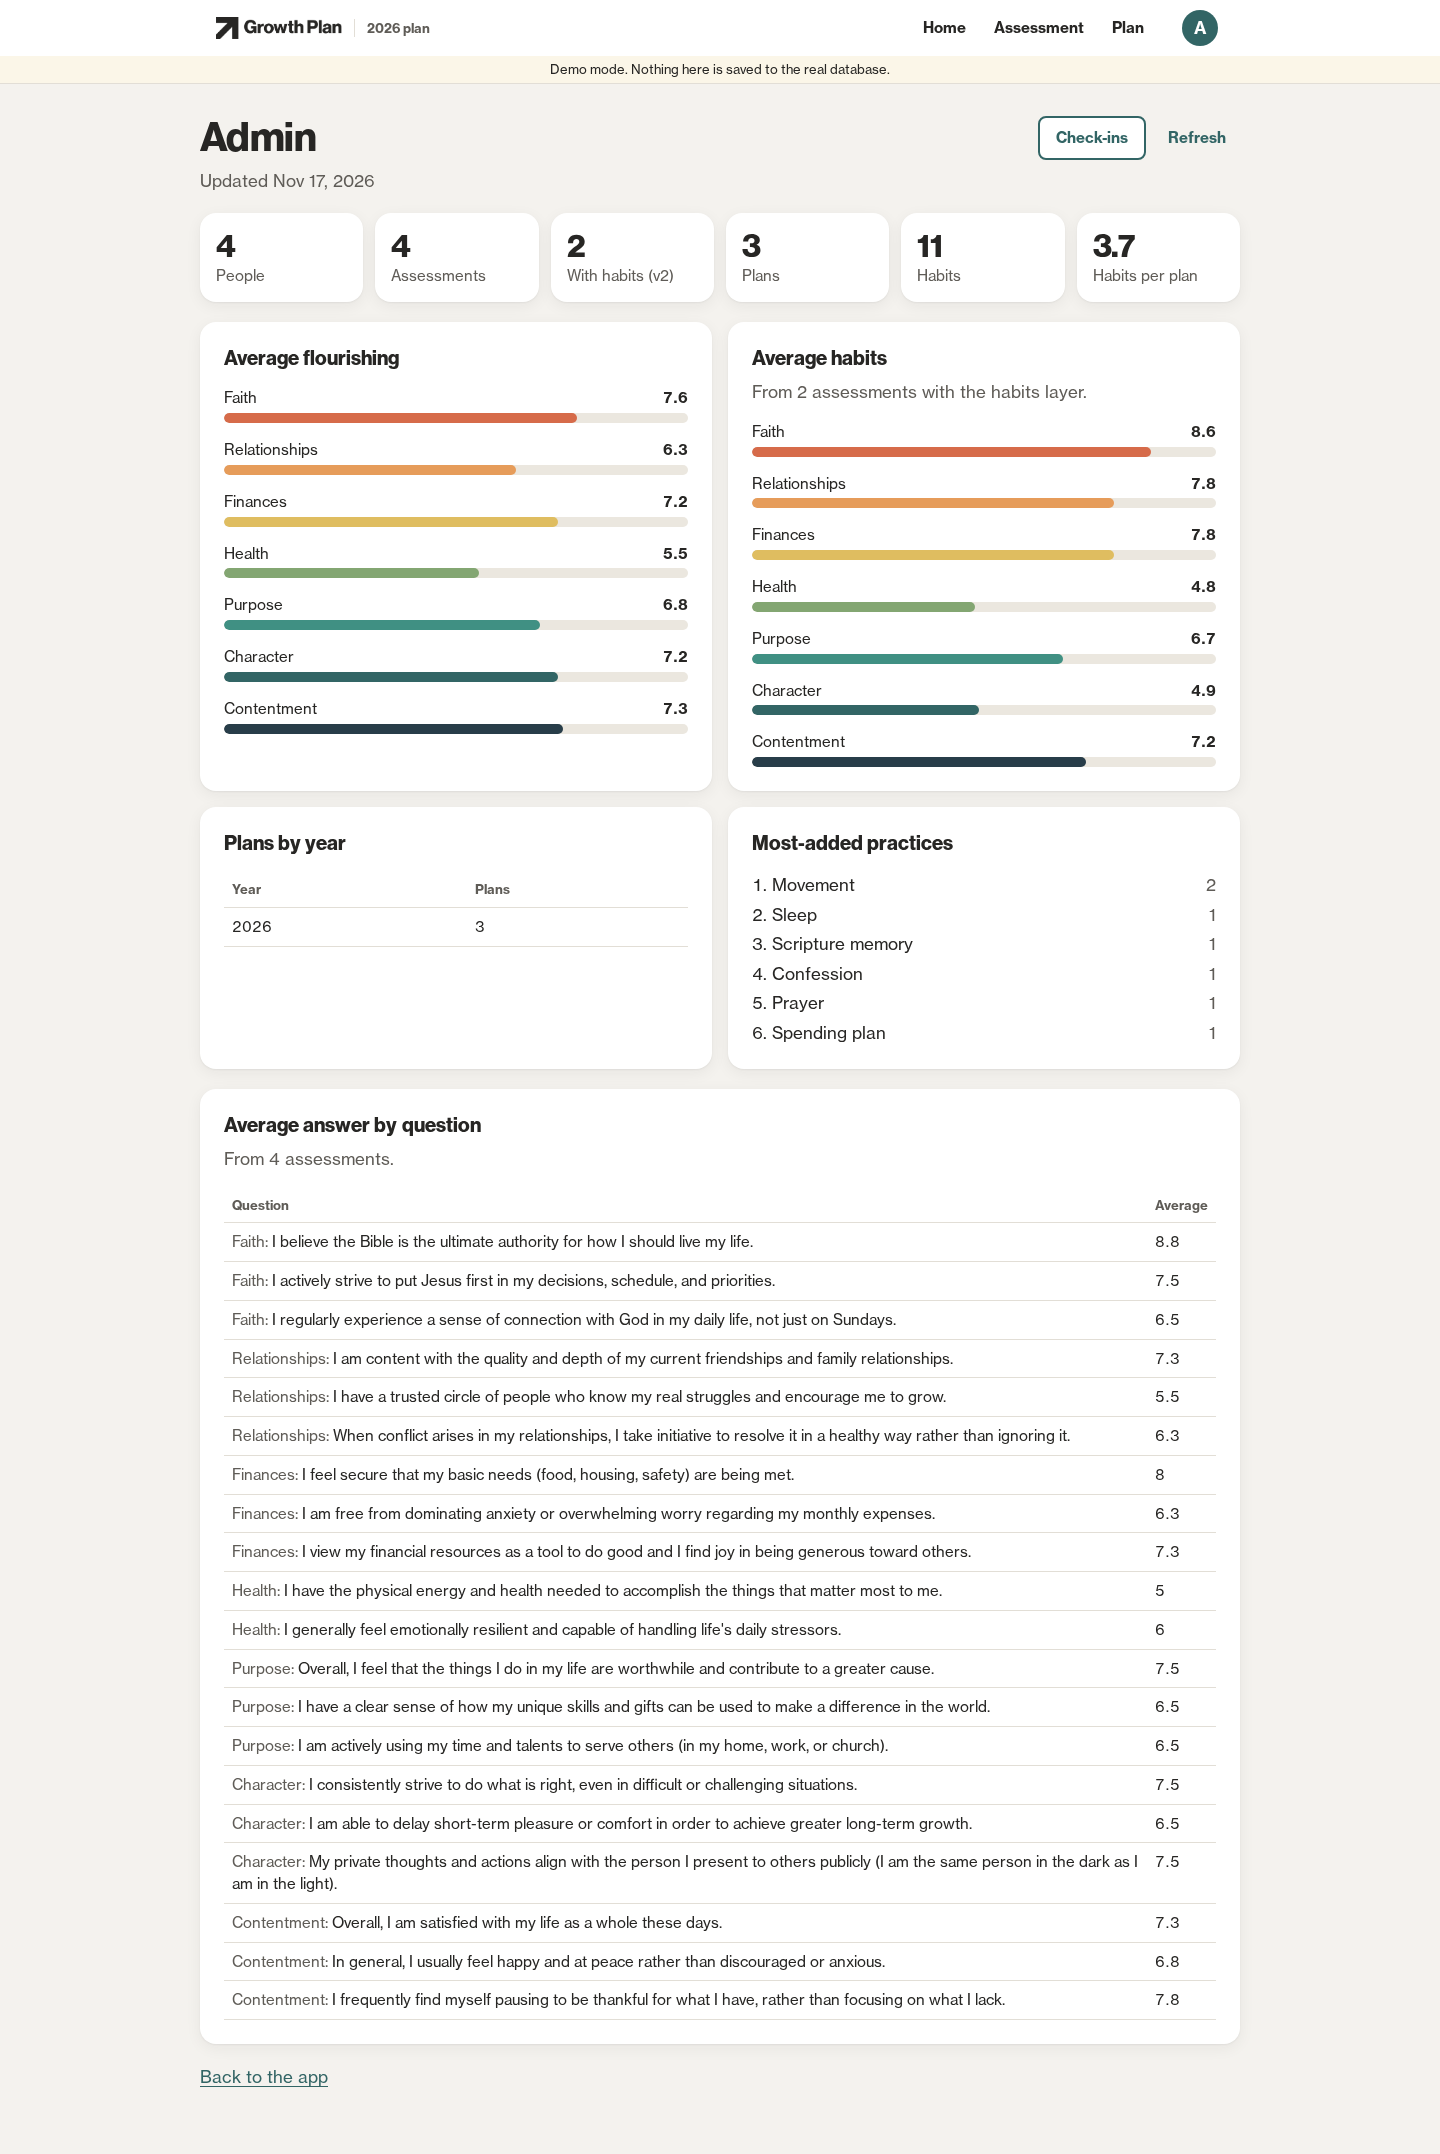 Growth Plan
2026 plan
Home
Assessment
Plan
A
Demo mode. Nothing here is saved to the real database.
Admin
Check-ins
Refresh
Updated Nov 17, 2026
4
People
4
Assessments
2
With habits (v2)
3
Plans
11
Habits
3.7
Habits per plan
Average flourishing
Faith 7.6
Relationships 6.3
Finances 7.2
Health 5.5
Purpose 6.8
Character 7.2
Contentment 7.3
Average habits
From 2 assessments with the habits layer.
Faith 8.6
Relationships 7.8
Finances 7.8
Health 4.8
Purpose 6.7
Character 4.9
Contentment 7.2
Plans by year
Year Plans
2026 3
Most-added practices
1. Movement 2
2. Sleep 1
3. Scripture memory 1
4. Confession 1
5. Prayer 1
6. Spending plan 1
Average answer by question
From 4 assessments.
Question Average
Faith: I believe the Bible is the ultimate authority for how I should live my life. 8.8
Faith: I actively strive to put Jesus first in my decisions, schedule, and priorities. 7.5
Faith: I regularly experience a sense of connection with God in my daily life, not just on Sundays. 6.5
Relationships: I am content with the quality and depth of my current friendships and family relationships. 7.3
Relationships: I have a trusted circle of people who know my real struggles and encourage me to grow. 5.5
Relationships: When conflict arises in my relationships, I take initiative to resolve it in a healthy way rather than ignoring it. 6.3
Finances: I feel secure that my basic needs (food, housing, safety) are being met. 8
Finances: I am free from dominating anxiety or overwhelming worry regarding my monthly expenses. 6.3
Finances: I view my financial resources as a tool to do good and I find joy in being generous toward others. 7.3
Health: I have the physical energy and health needed to accomplish the things that matter most to me. 5
Health: I generally feel emotionally resilient and capable of handling life's daily stressors. 6
Purpose: Overall, I feel that the things I do in my life are worthwhile and contribute to a greater cause. 7.5
Purpose: I have a clear sense of how my unique skills and gifts can be used to make a difference in the world. 6.5
Purpose: I am actively using my time and talents to serve others (in my home, work, or church). 6.5
Character: I consistently strive to do what is right, even in difficult or challenging situations. 7.5
Character: I am able to delay short-term pleasure or comfort in order to achieve greater long-term growth. 6.5
Character: My private thoughts and actions align with the person I present to others publicly (I am the same person in the dark as I 7.5
am in the light).
Contentment: Overall, I am satisfied with my life as a whole these days. 7.3
Contentment: In general, I usually feel happy and at peace rather than discouraged or anxious. 6.8
Contentment: I frequently find myself pausing to be thankful for what I have, rather than focusing on what I lack. 7.8
Back to the app